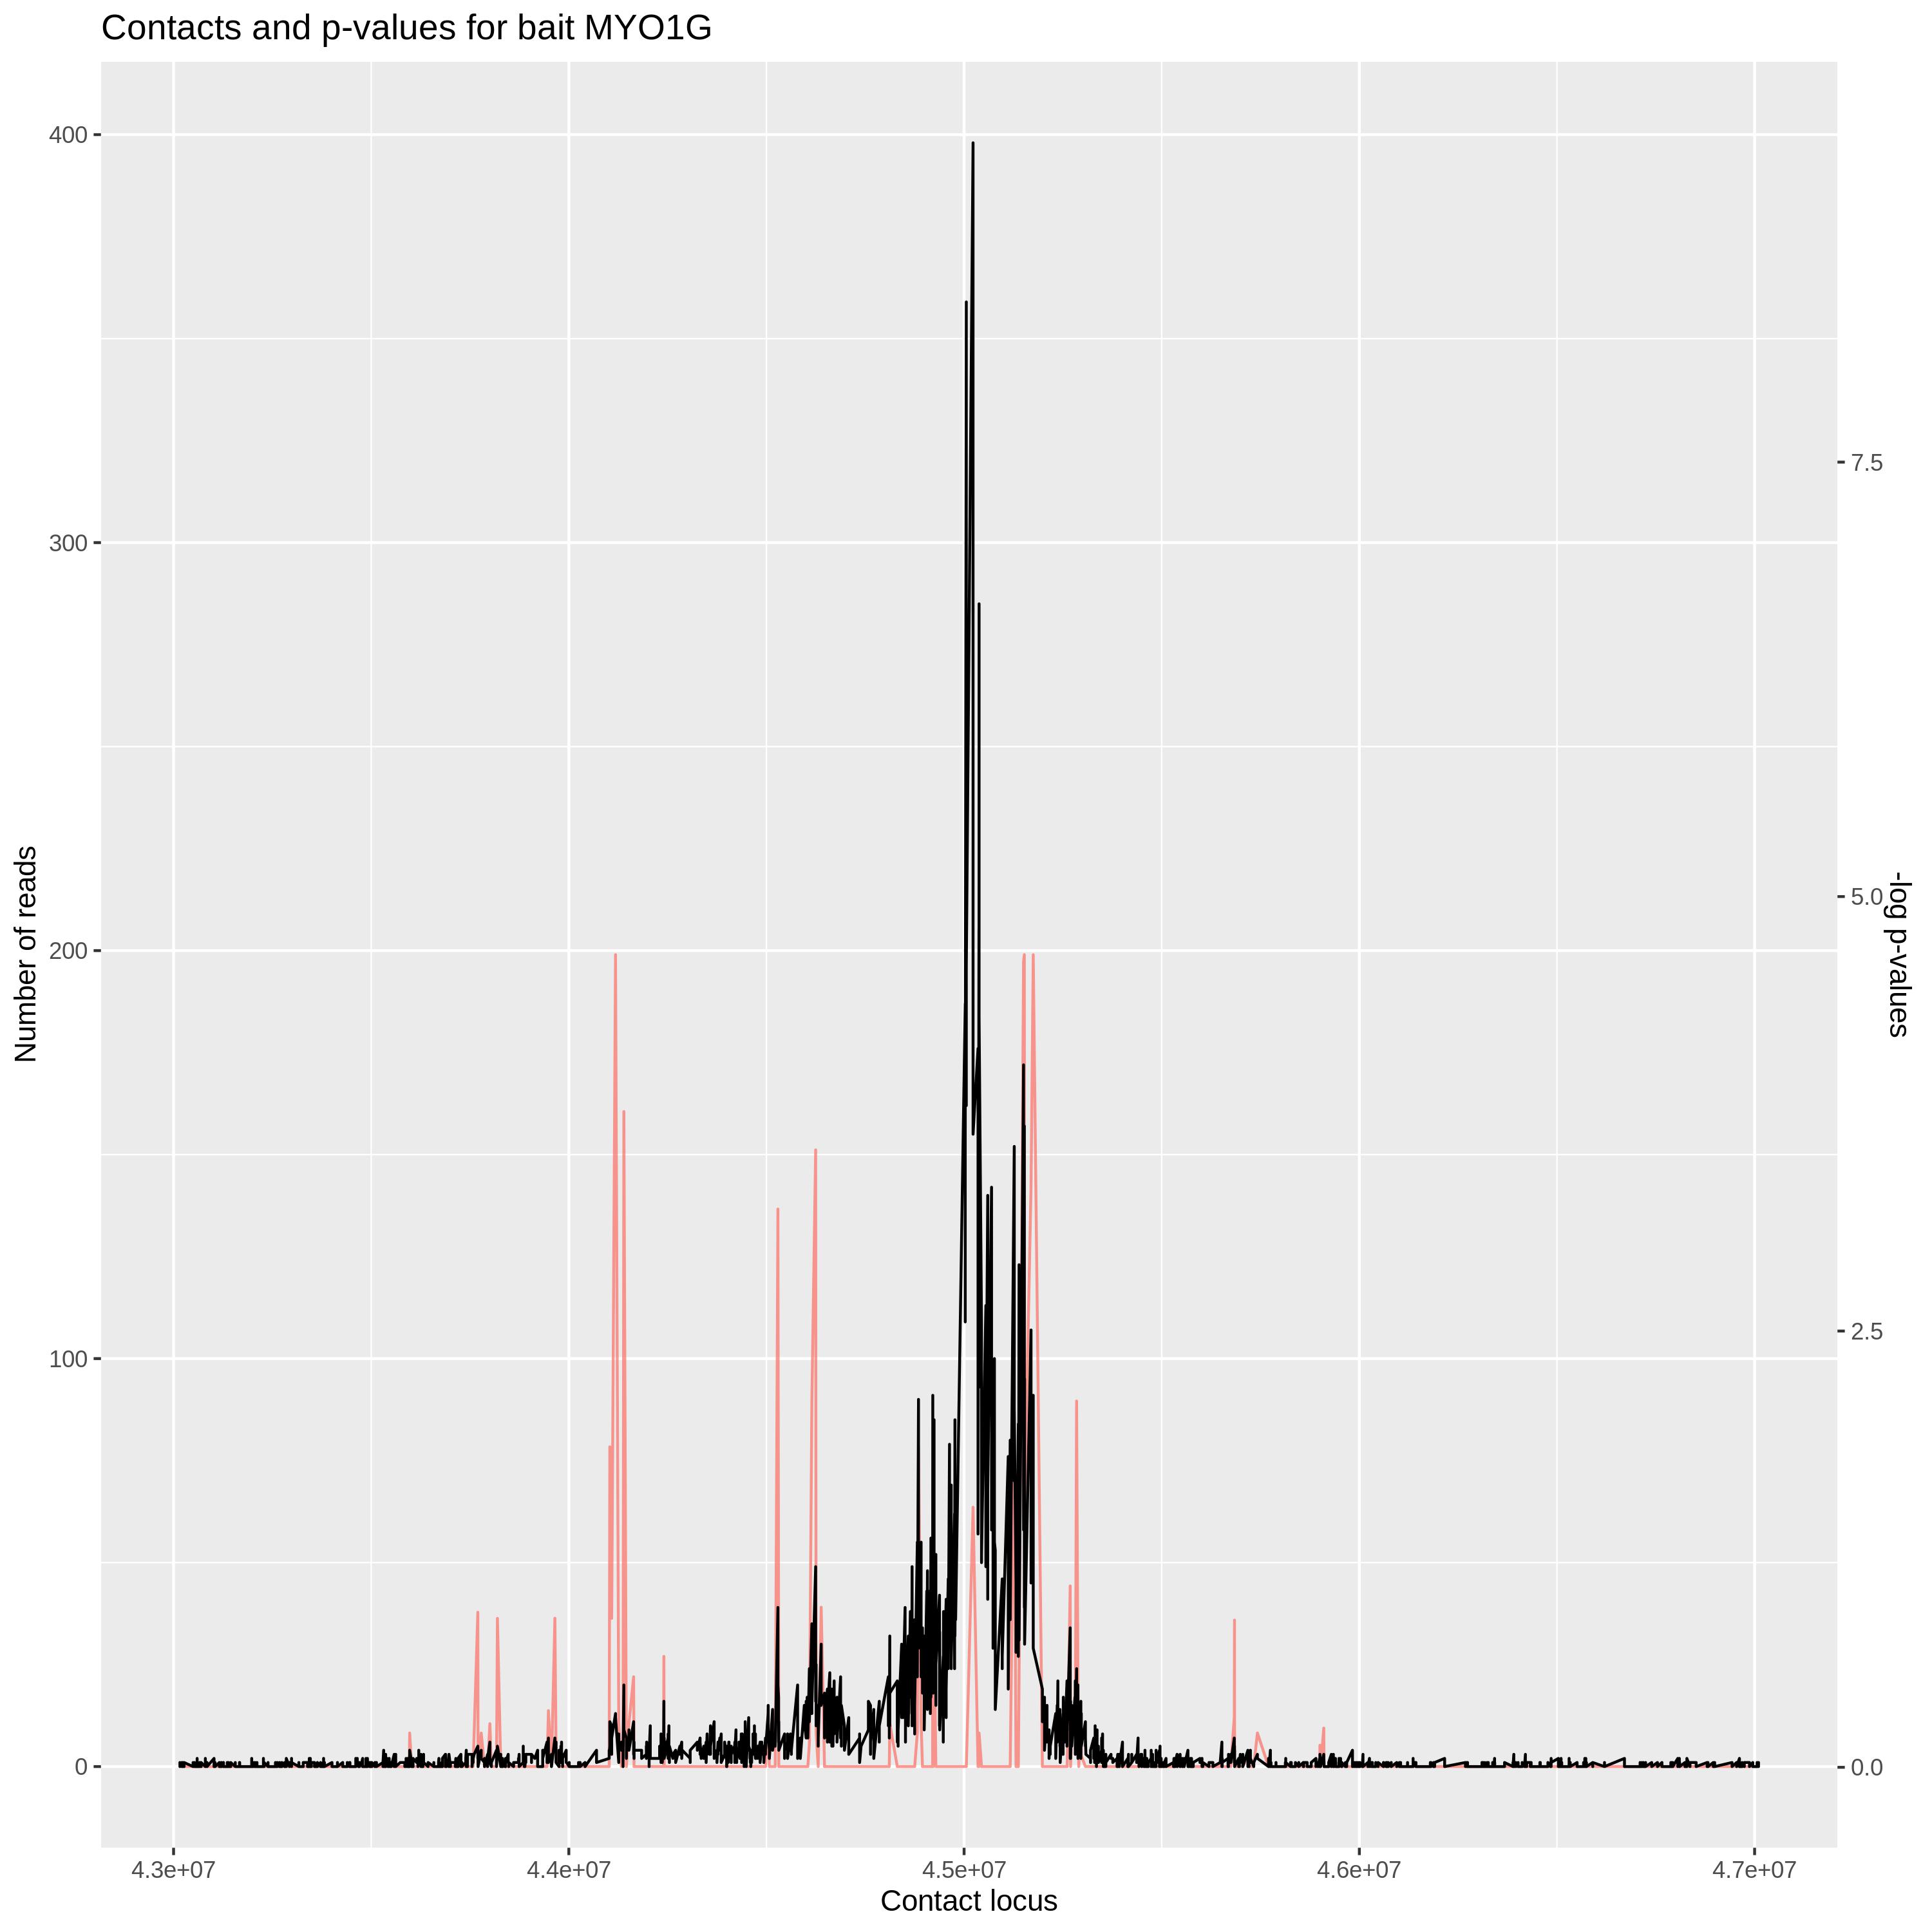 Contacts and p-values for bait MYO1G
400
300
200
100
0
Number of reads
7.5
5.0
2.5
0.0
-log p-values
4.3e+07
4.4e+07
4.5e+07
4.6e+07
4.7e+07
Contact locus